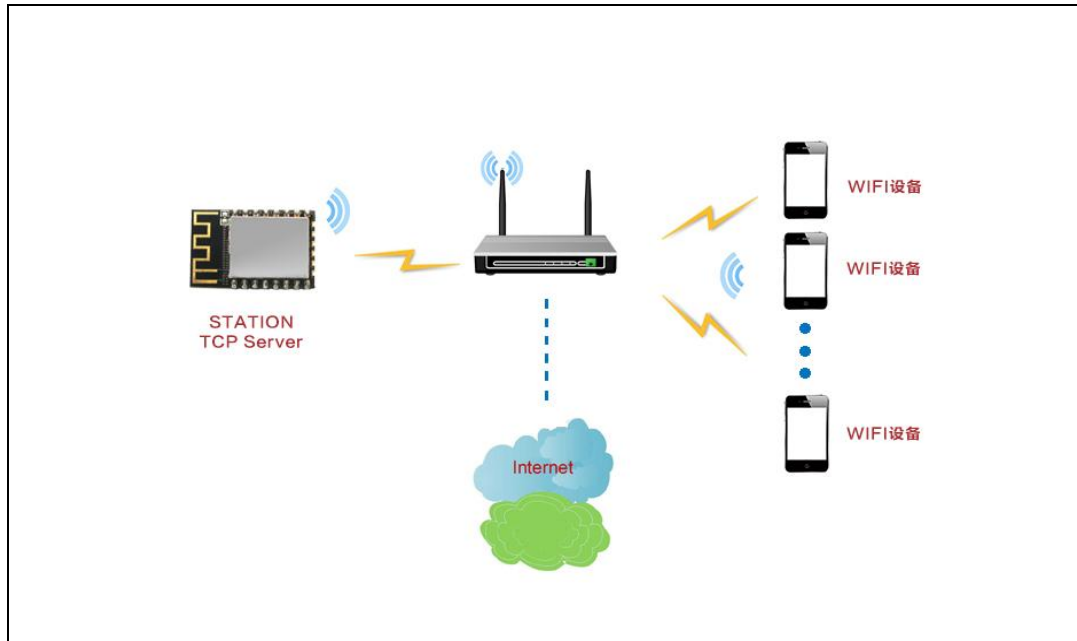 WIFI设备
WIFI设备
STATION
TCP Server
WIFI设备
Internet